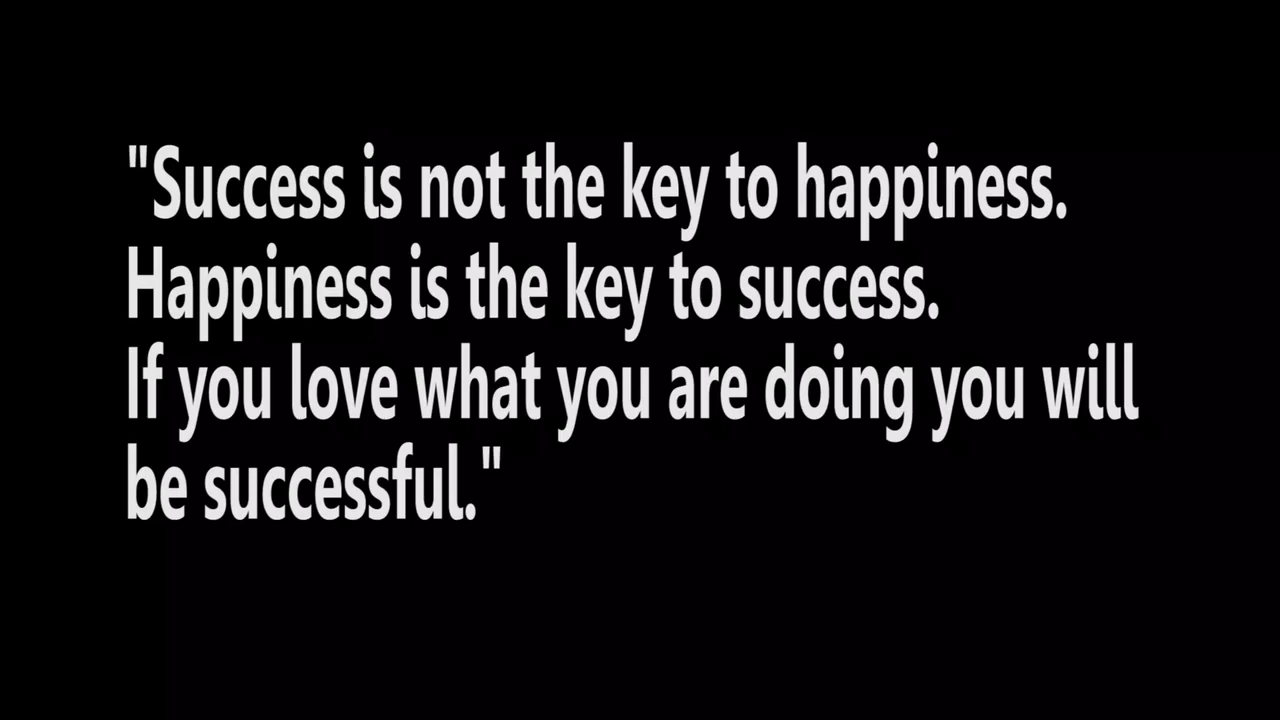 "Success is not the key to happiness.
Happiness is the key to success.
If you love what you are doing you will
be successful."